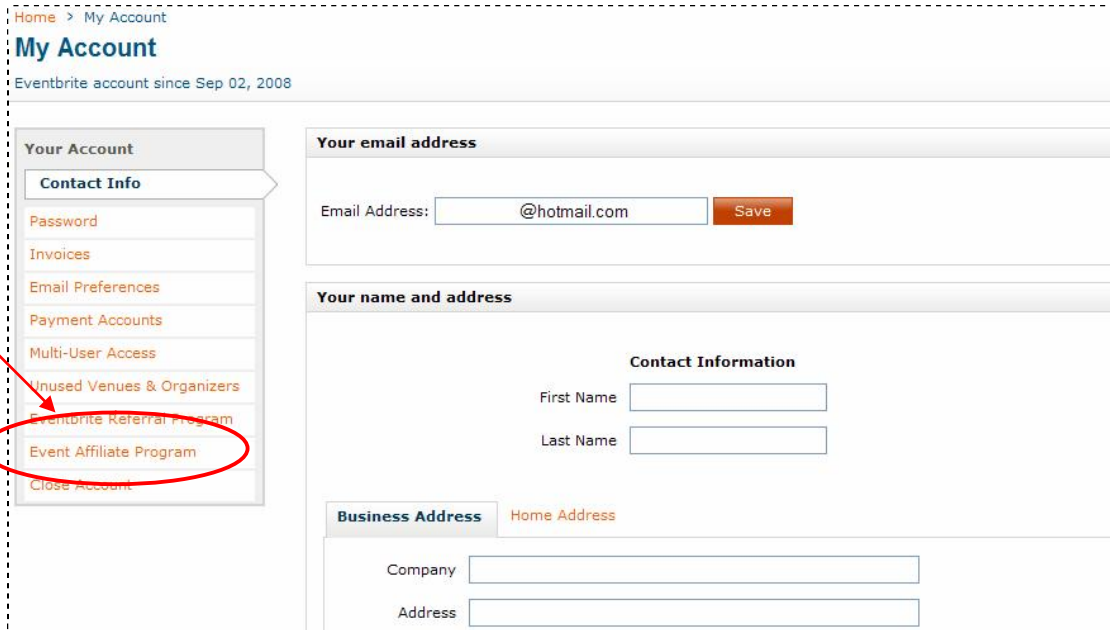 Home > My Account
My Account
Eventbrite account since Sep 02, 2008
Your Account
Contact Info
Password
Invoices
Email Preferences
Payment Accounts
Multi-User Access
Unused Venues & Organizers
Eventbrite Referral Program
Event Affiliate Program
Close Account
Your email address
Email Address: @hotmail.com Save
Your name and address
Contact Information
First Name
Last Name
Business Address Home Address
Company
Address